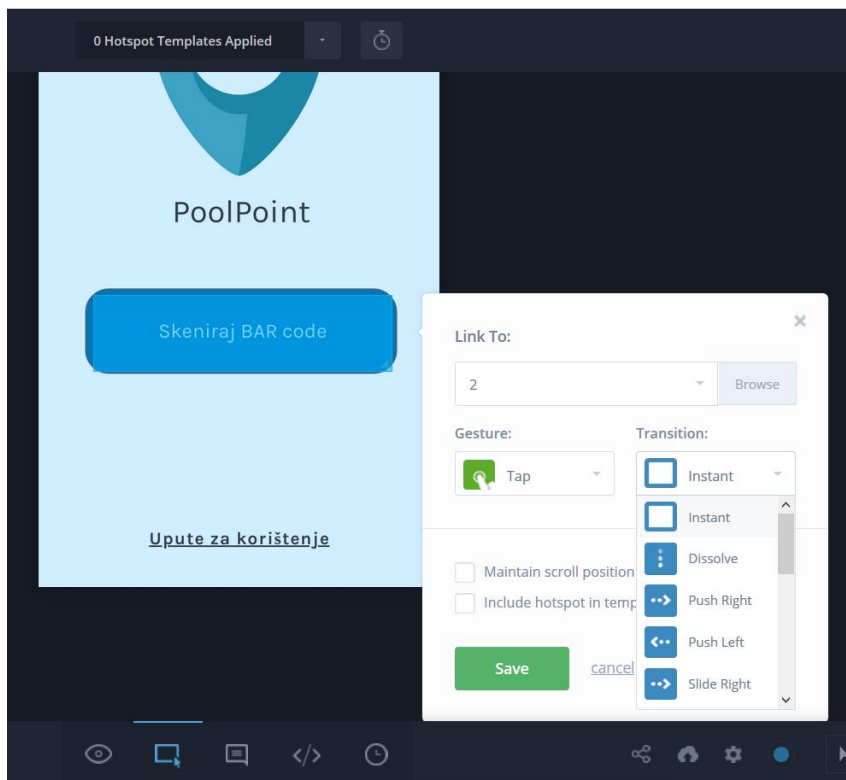 0 Hotspot Templates Applied
PoolPoint
Skeniraj BAR code
Upute za korištenje
Link To:
2
Browse
Gesture:
Transition:
Tap
Instant
Instant
Dissolve
Push Right
Push Left
Slide Right
Maintain scroll position
Include hotspot in temp
Save
cancel